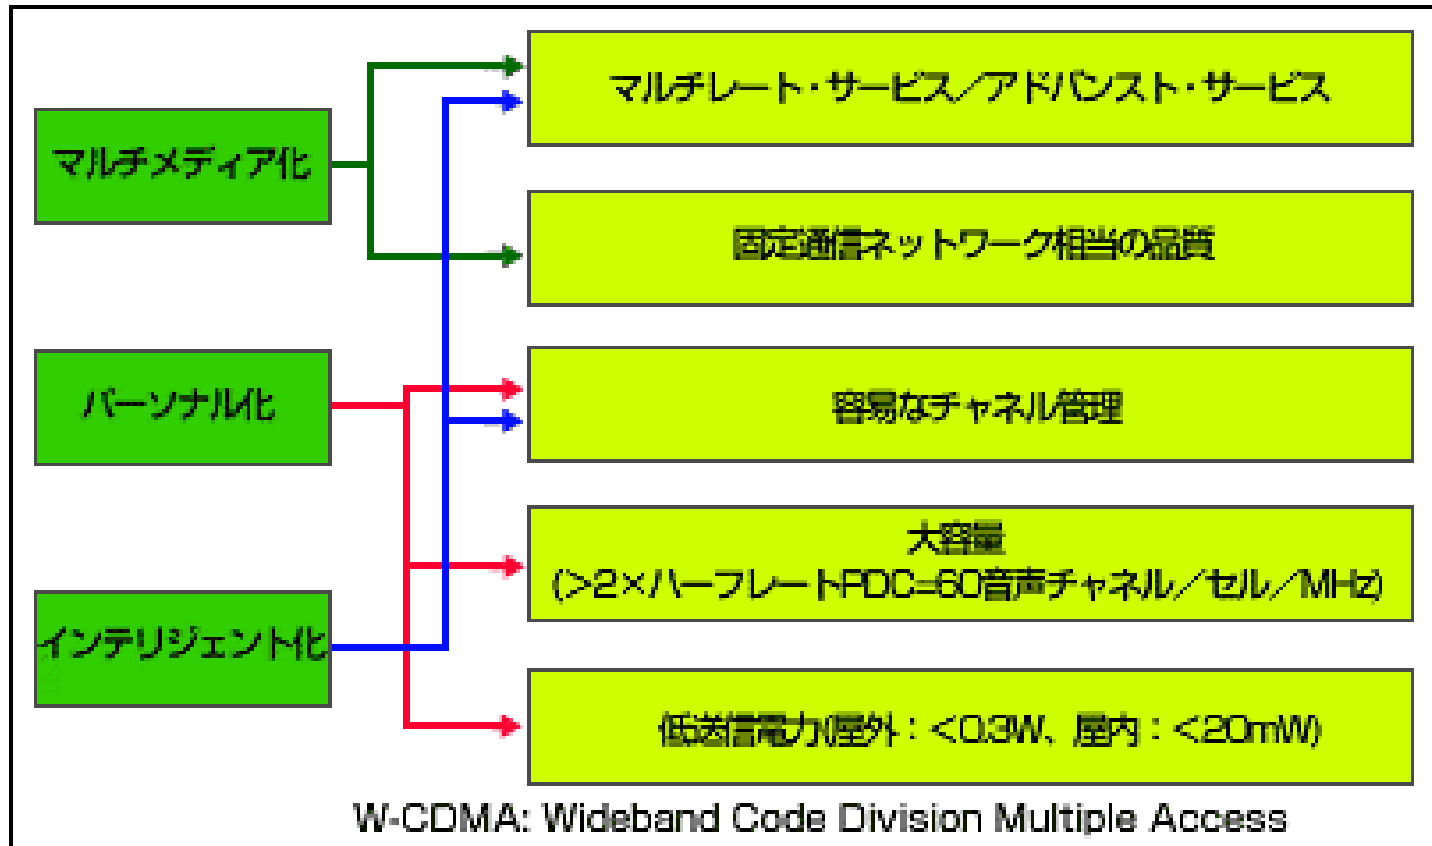 マルチメディア化
パーソナル化
インテリジェント化
マルチレート・サービス／アドバンスト・サービス
固定通信ネットワーク相当の品質
容易なチャネル管理
大容量
(>2×ハーフレートPDC=60音声チャネル／セル／MHz)
低送信電力(屋外：<0.3W、屋内：<20mW)
W-CDMA: Wideband Code Division Multiple Access